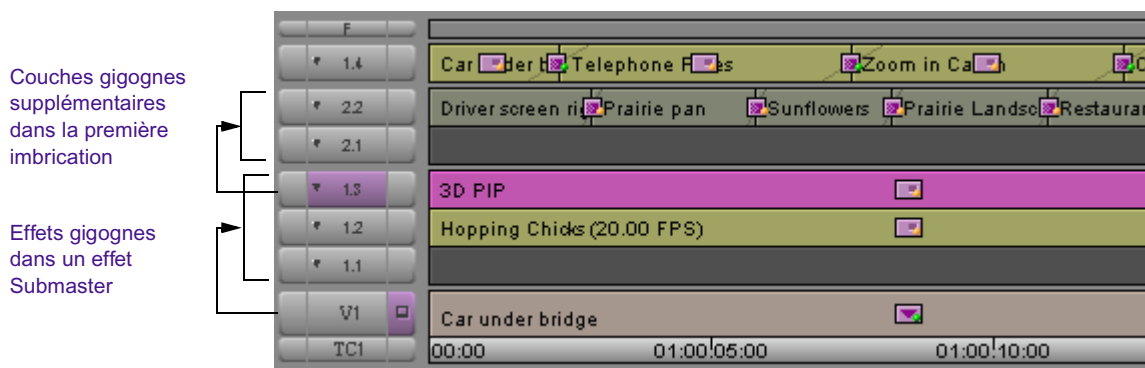 Couches gigognes
supplémentaires
dans la première
imbrication
Effets gigognes
dans un effet
Submaster
F
1.4
Telephone
Zoom in
2.2
Driver screen Prairie pan Sunflowers Prairie Restaura
2.1
1.3
3D PIP
1.2
Hopping Chicks (20.00 FPS)
1.1
V1
Car under bridge
TC1
00:00 01:00:05:00 01:00:10:00